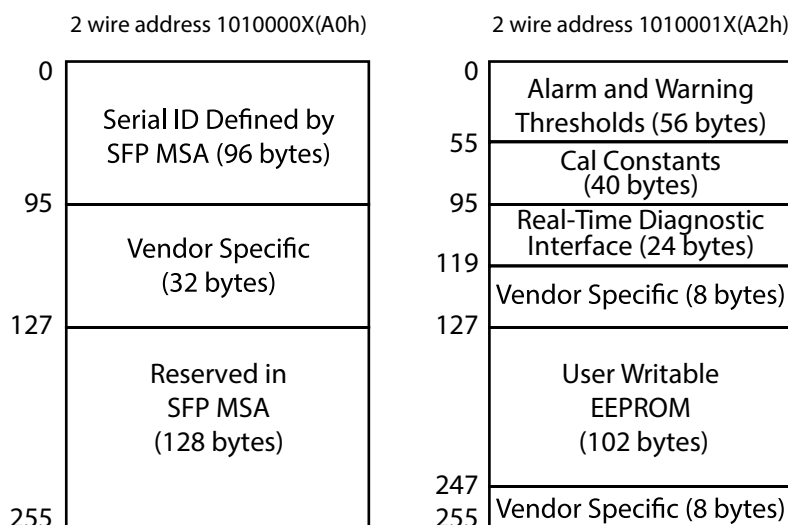 2 wire address 1010000X(A0h)
0
Serial ID Defined by
SFP MSA (96 bytes)
95
Vendor Specific
(32 bytes)
127
Reserved in
SFP MSA
(128 bytes)
255
2 wire address 1010001X(A2h)
0
Alarm and Warning
Thresholds (56 bytes)
55
Cal Constants
(40 bytes)
95
Real-Time Diagnostic
Interface (24 bytes)
119
Vendor Specific (8 bytes)
127
User Writable
EEPROM
(102 bytes)
247
Vendor Specific (8 bytes)
255